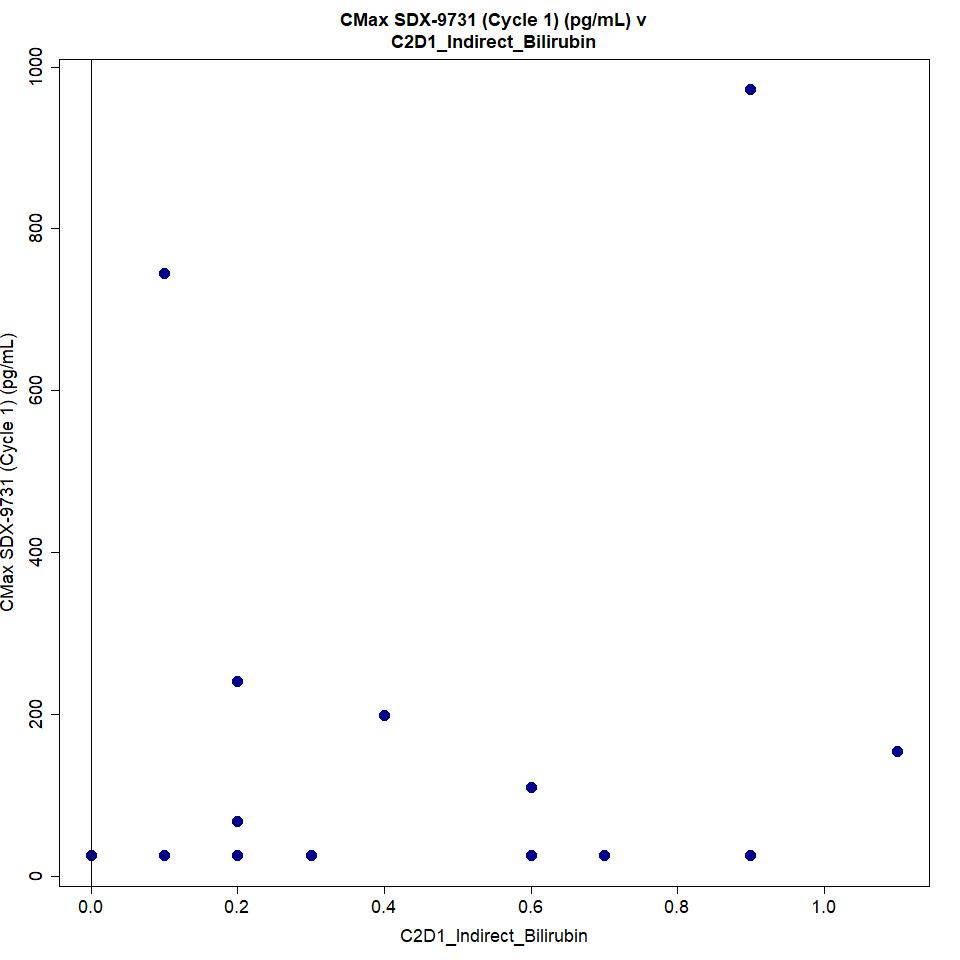 CMax SDX-9731 (Cycle 1) (pg/mL) v
C2D1_Indirect_Bilirubin
1000
800
600
400
200
0
CMax SDX-9731 (Cycle 1) (pg/mL)
0.0 0.2 0.4 0.6 0.8 1.0
C2D1_Indirect_Bilirubin